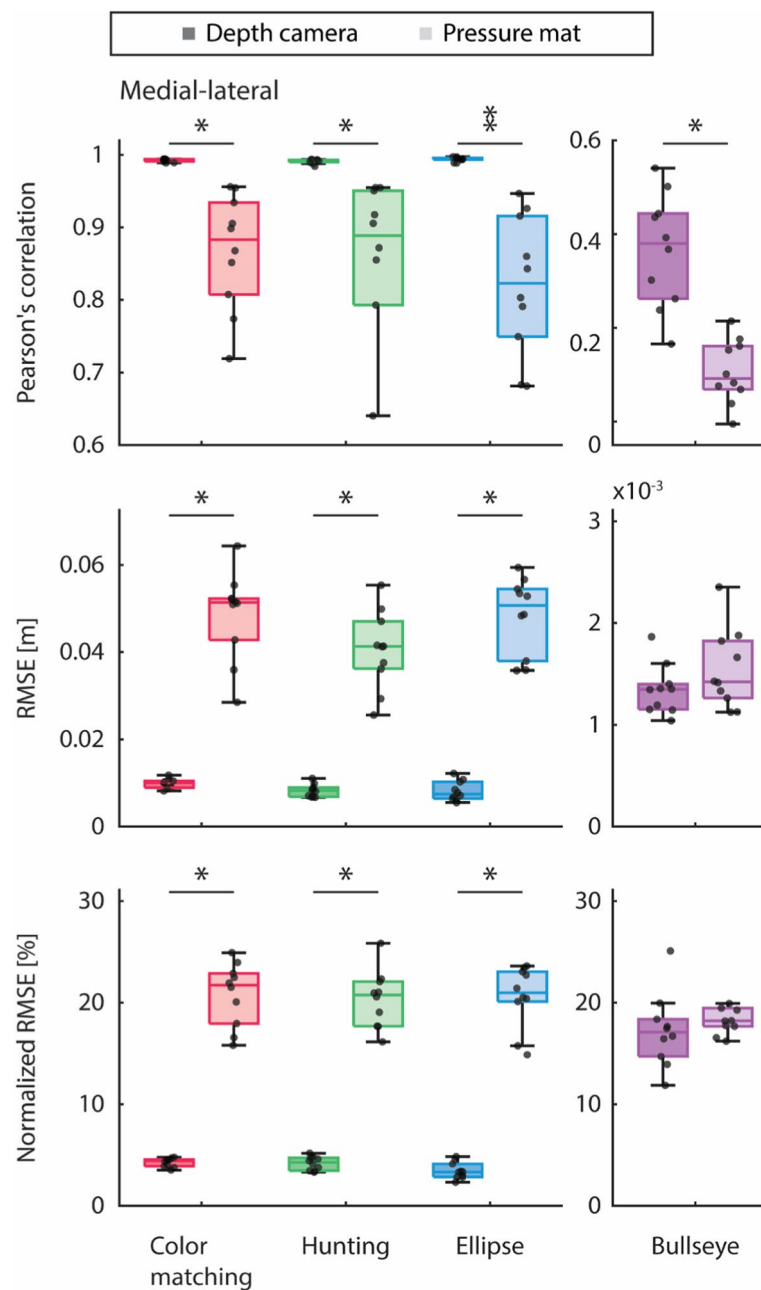 Depth camera Pressure mat
Medial-lateral
* * ** *
Pearson's correlation
1
0.9
0.8
0.7
0.6
0.6
0.4
0.2
0
* * *
RMSE [m]
0.06
0.04
0.02
0
x10⁻³
3
2
1
0
* * *
Normalized RMSE [%]
30
20
10
0
30
20
10
0
Color
matching
Hunting
Ellipse
Bullseye